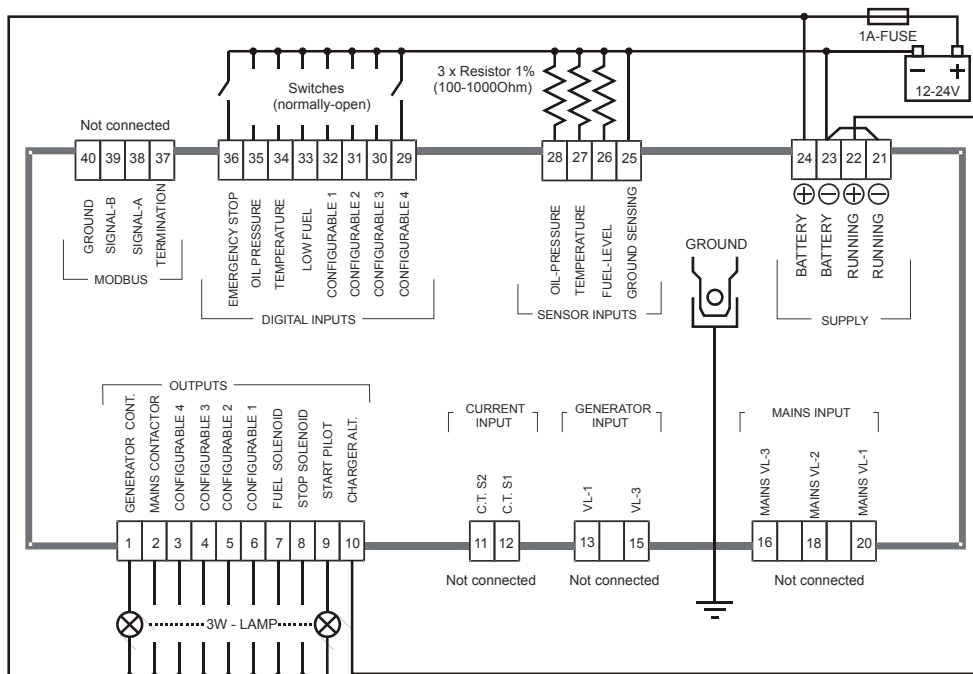 1A-FUSE
− +
12-24V
Switches
(normally-open)
3 x Resistor 1%
(100-1000Ohm)
Not connected
40 39 38 37
36 35 34 33 32 31 30 29
28 27 26 25
24 23 22 21
GROUND
SIGNAL-B
SIGNAL-A
TERMINATION
MODBUS
EMERGENCY STOP
OIL PRESSURE
TEMPERATURE
LOW FUEL
CONFIGURABLE 1
CONFIGURABLE 2
CONFIGURABLE 3
CONFIGURABLE 4
DIGITAL INPUTS
OIL-PRESSURE
TEMPERATURE
FUEL-LEVEL
GROUND SENSING
SENSOR INPUTS
GROUND
+ − + −
BATTERY
BATTERY
RUNNING
RUNNING
SUPPLY
OUTPUTS
GENERATOR CONT.
MAINS CONTACTOR
CONFIGURABLE 4
CONFIGURABLE 3
CONFIGURABLE 2
CONFIGURABLE 1
FUEL SOLENOID
STOP SOLENOID
START PILOT
CHARGER ALT.
CURRENT
INPUT
C.T. S2
C.T. S1
GENERATOR
INPUT
VL-1
VL-3
MAINS INPUT
MAINS VL-3
MAINS VL-2
MAINS VL-1
1 2 3 4 5 6 7 8 9 10
11 12
13 15
16 18 20
Not connected
Not connected
Not connected
3W - LAMP